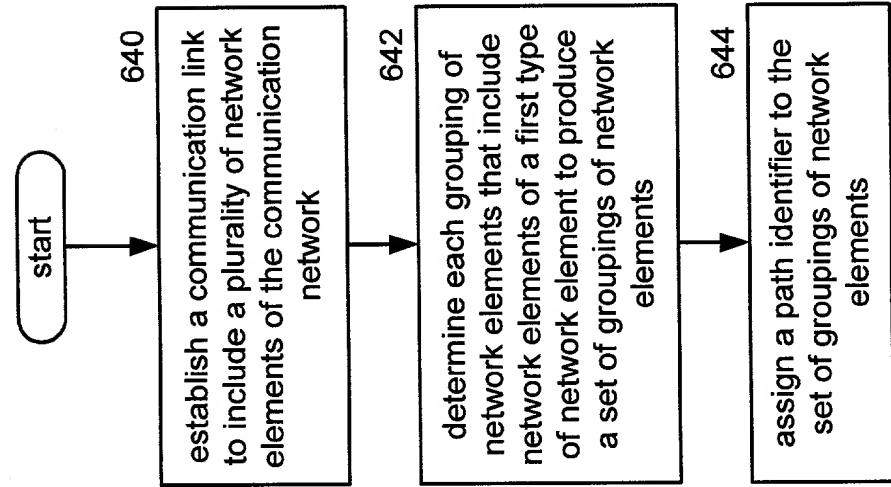 start
640
establish a communication link
to include a plurality of network
elements of the communication
network
642
determine each grouping of
network elements that include
network elements of a first type
of network element to produce
a set of groupings of network
elements
644
assign a path identifier to the
set of groupings of network
elements